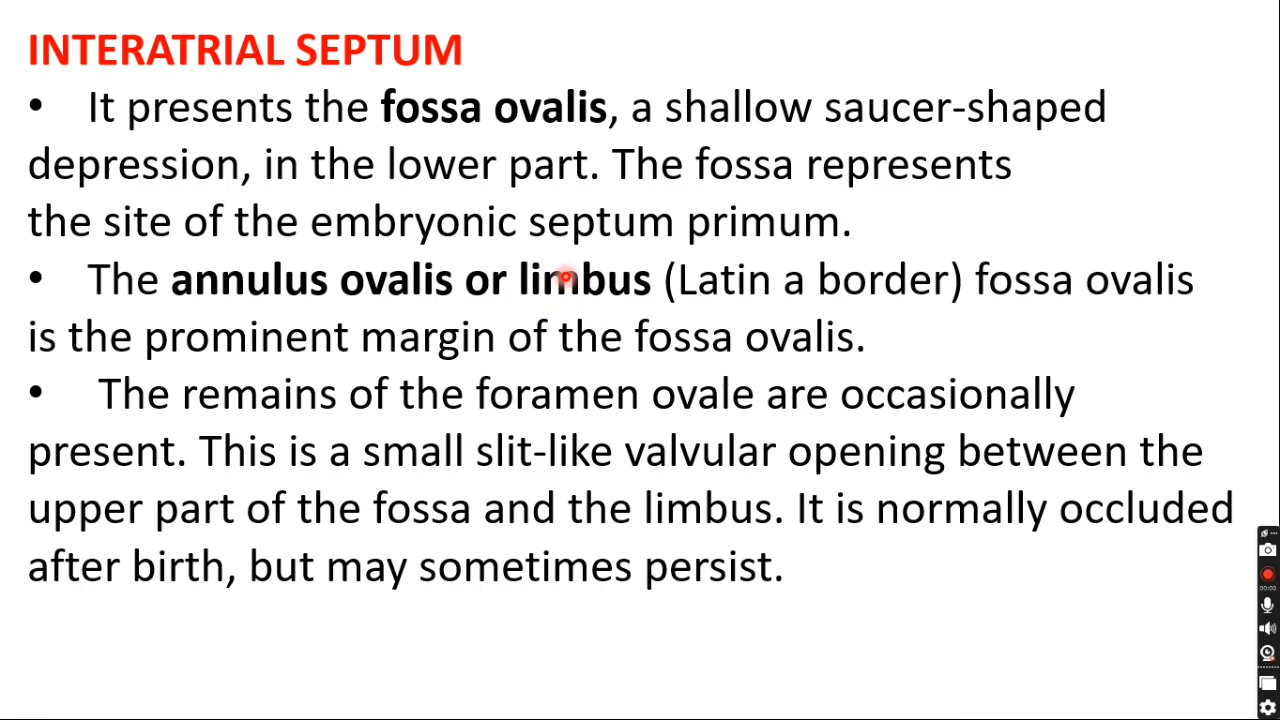 INTERATRIAL SEPTUM
• It presents the fossa ovalis, a shallow saucer-shaped
depression, in the lower part. The fossa represents
the site of the embryonic septum primum.
• The annulus ovalis or limbus (Latin a border) fossa ovalis
is the prominent margin of the fossa ovalis.
• The remains of the foramen ovale are occasionally
present. This is a small slit-like valvular opening between the
upper part of the fossa and the limbus. It is normally occluded
after birth, but may sometimes persist.
00:00